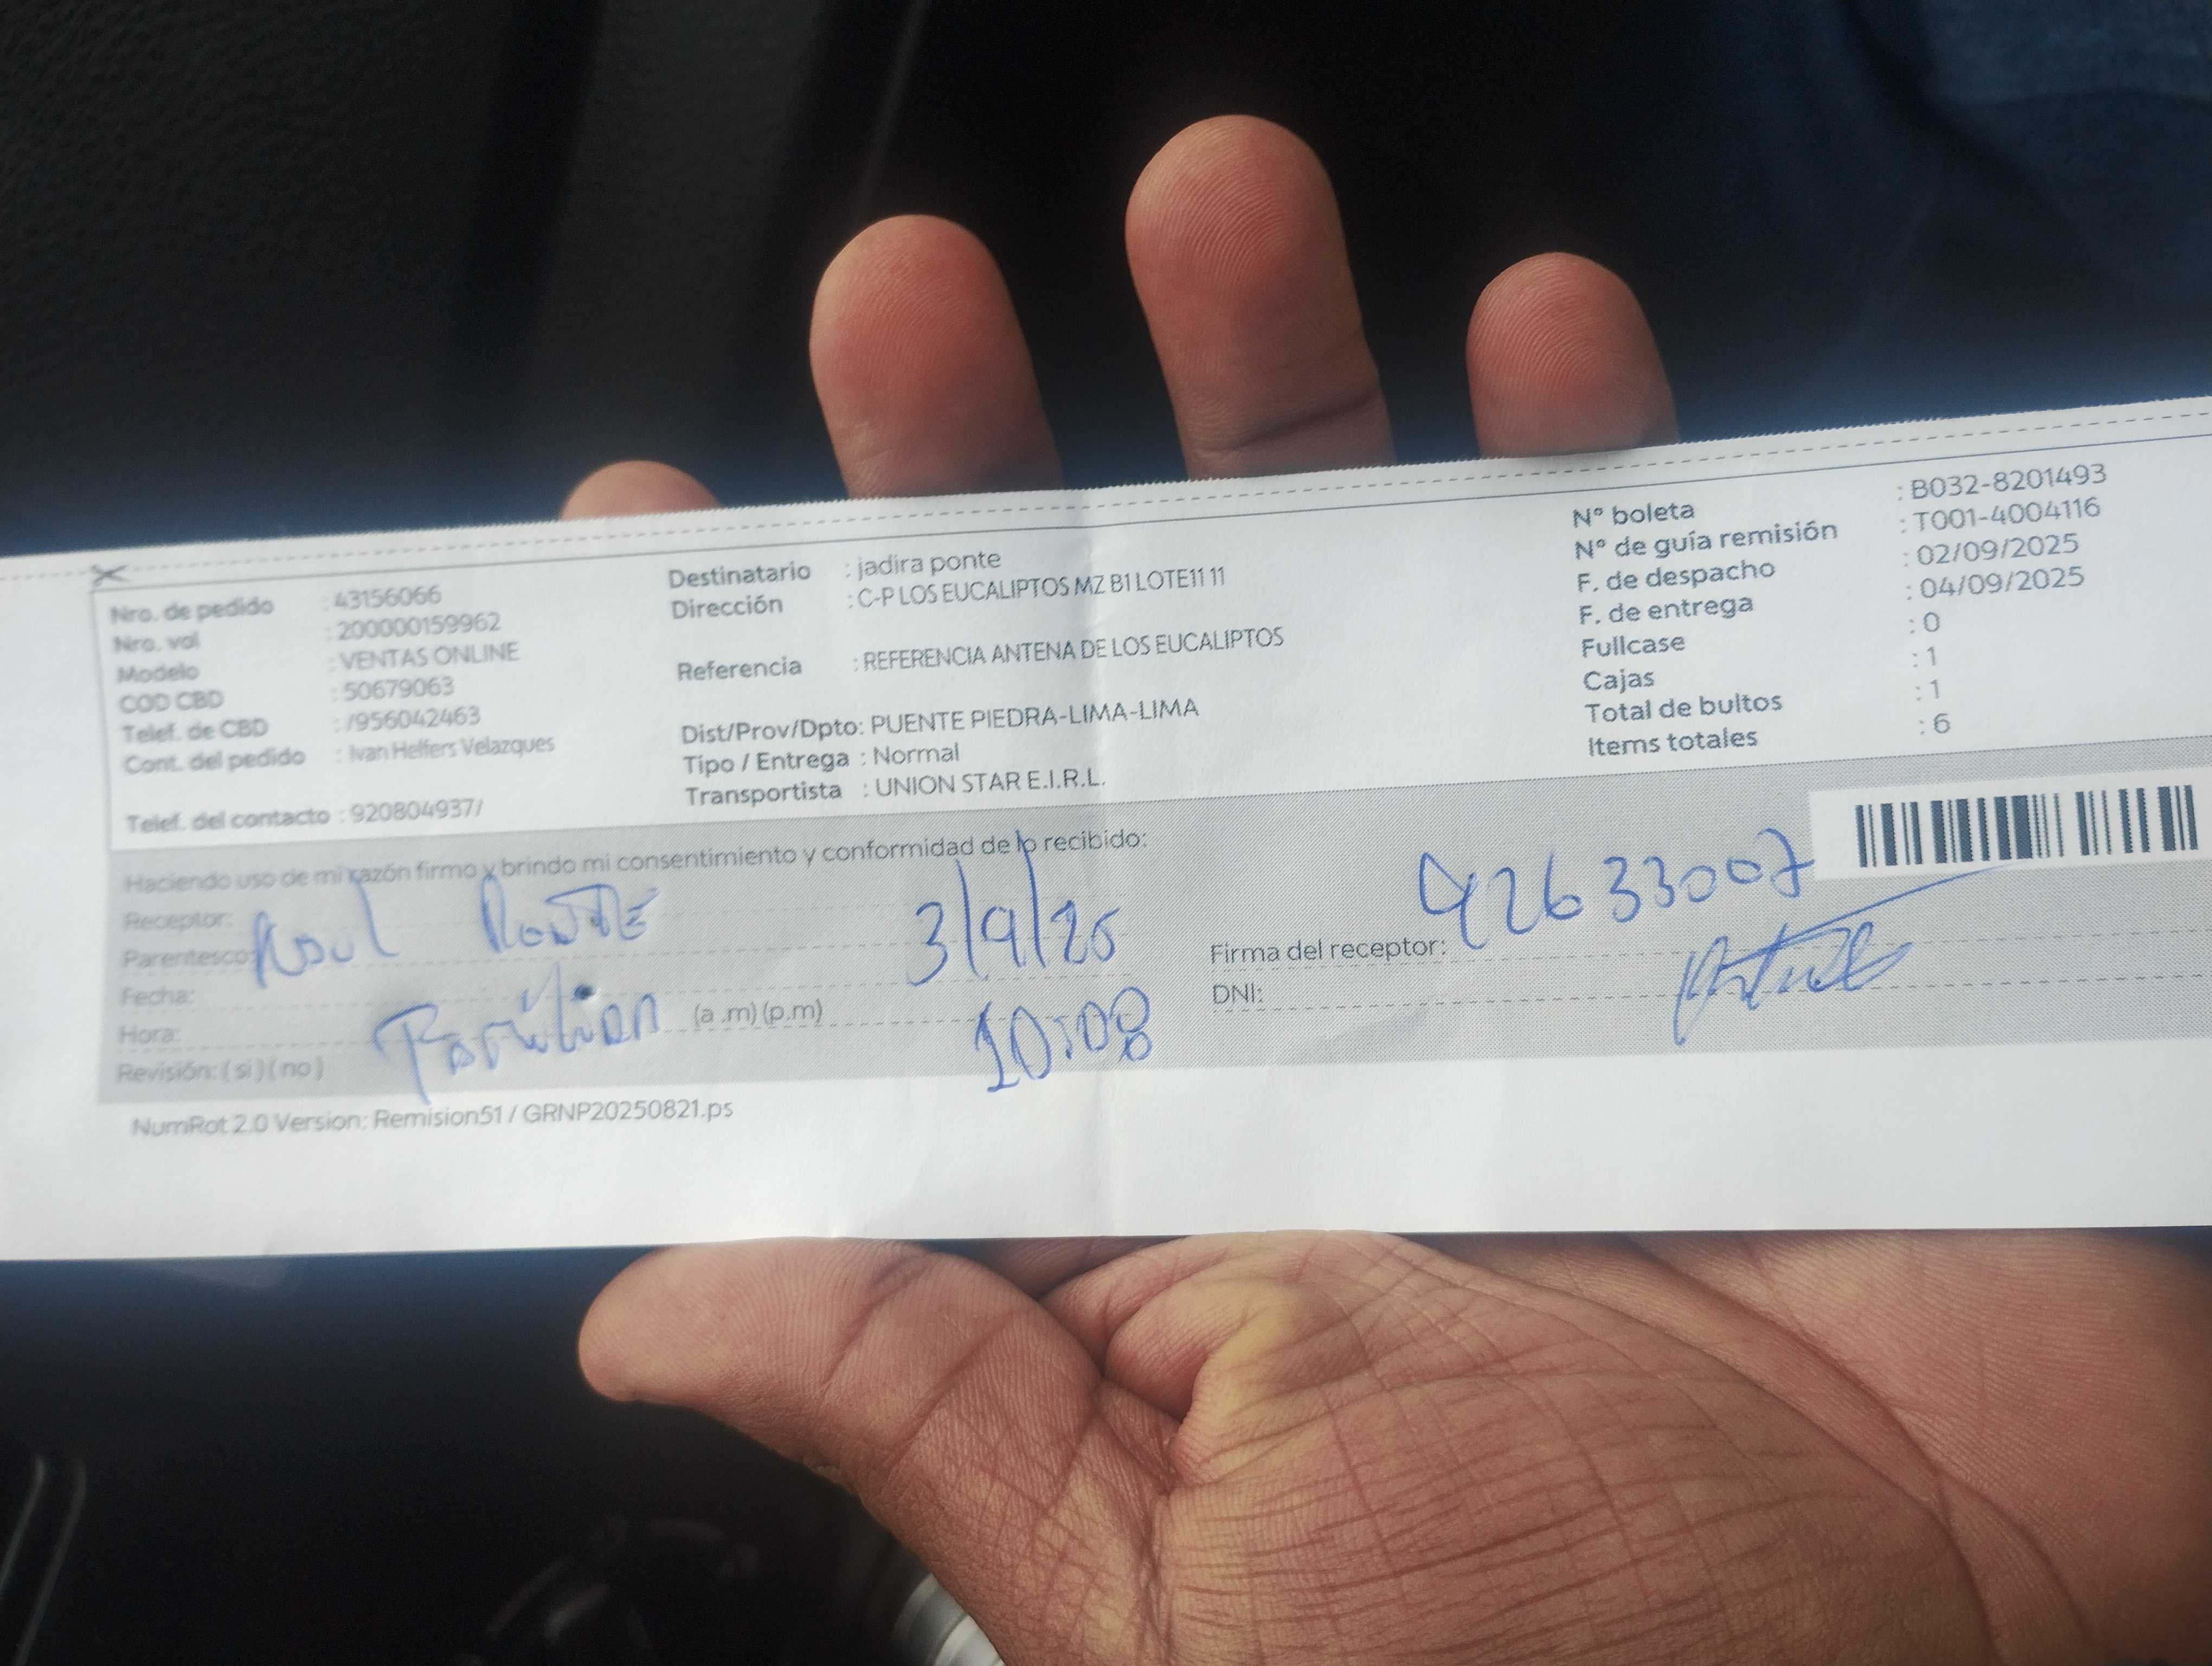 Nro. de pedido : 43156066
Nro. val : 200000159962
Modelo : VENTAS ONLINE
COD CBD : 50679063
Telef. de CBD : /956042463
Cont. del pedido : Ivan Helfers Velazques
Telef. del contacto : 920804937/
Destinatario : jadira ponte
Dirección : C-P LOS EUCALIPTOS MZ B1 LOTE11 11
Referencia : REFERENCIA ANTENA DE LOS EUCALIPTOS
Dist/Prov/Dpto: PUENTE PIEDRA-LIMA-LIMA
Tipo / Entrega : Normal
Transportista : UNION STAR E.I.R.L.
N° boleta : B032-8201493
N° de guía remisión : T001-4004116
F. de despacho : 02/09/2025
F. de entrega : 04/09/2025
Fullcase : 0
Cajas : 1
Total de bultos : 1
Items totales : 6
Haciendo uso de mi razón firmo y brindo mi consentimiento y conformidad de lo recibido:
Receptor:
Parentesco: Raul Ponte 3/9/25
Fecha:
Hora: Familiar (a .m) (p.m) 10:08
Revisión: ( si ) ( no )
42633007
Firma del receptor:
DNI:
NumRot 2.0 Version: Remision51 / GRNP20250821.ps